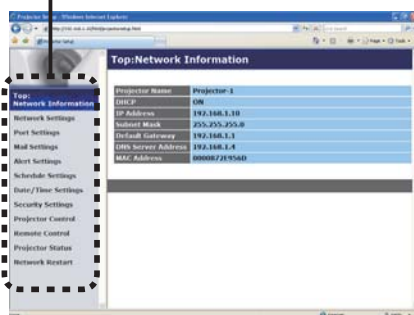 Top:Network Information
Top:
Network Information
Network Settings
Port Settings
Mail Settings
Alert Settings
Schedule Settings
Date/Time Settings
Security Settings
Projector Control
Remote Control
Projector Status
Network Restart
Projector Name Projector-1
DHCP ON
IP Address 192.168.1.10
Subnet Mask 255.255.255.0
Default Gateway 192.168.1.1
DNS Server Address 192.168.1.4
MAC Address 0000872E956D